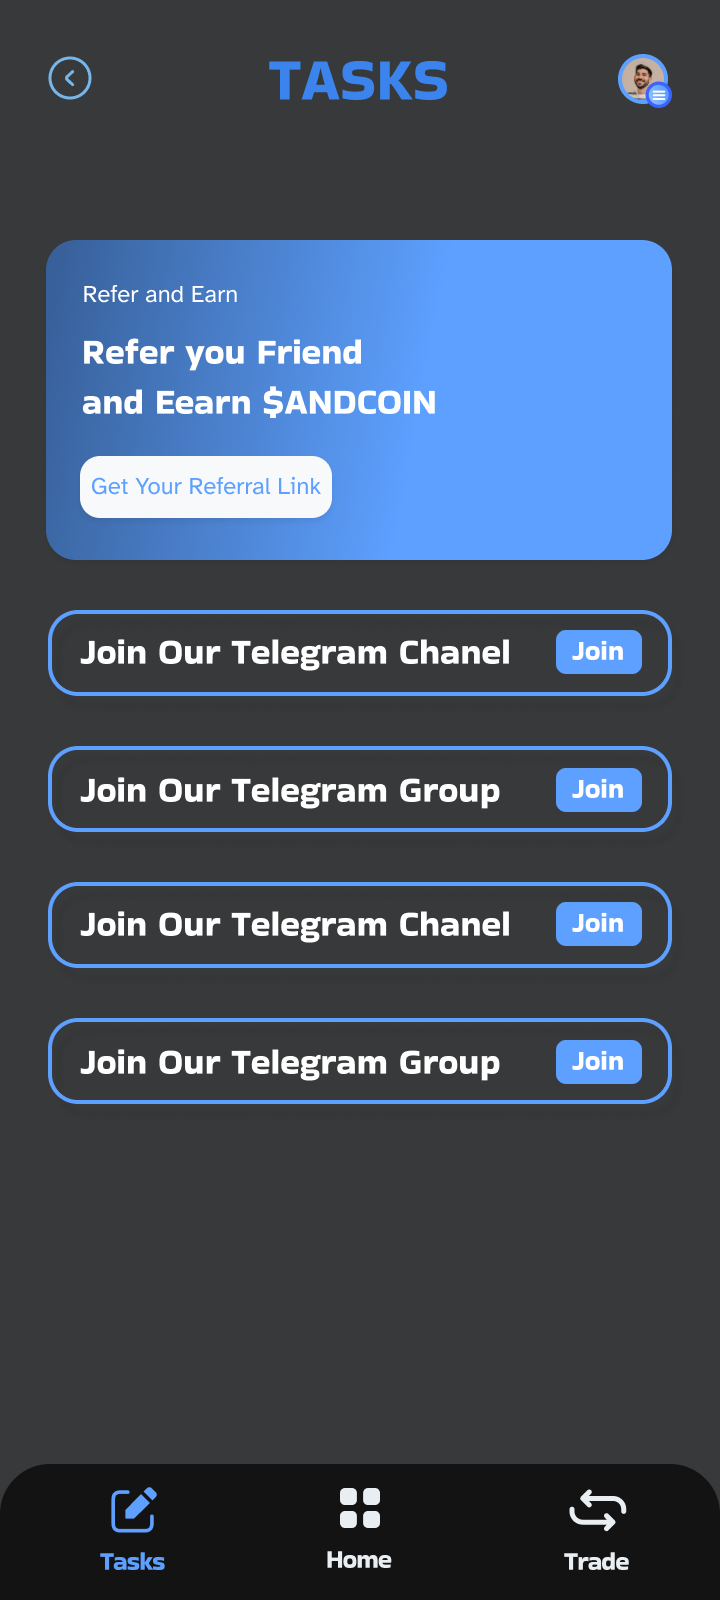 TASKS
Refer and Earn
Refer you Friend
and Eearn $ANDCOIN
Get Your Referral Link
Join Our Telegram Chanel
Join
Join Our Telegram Group
Join
Join Our Telegram Chanel
Join
Join Our Telegram Group
Join
Tasks
Home
Trade